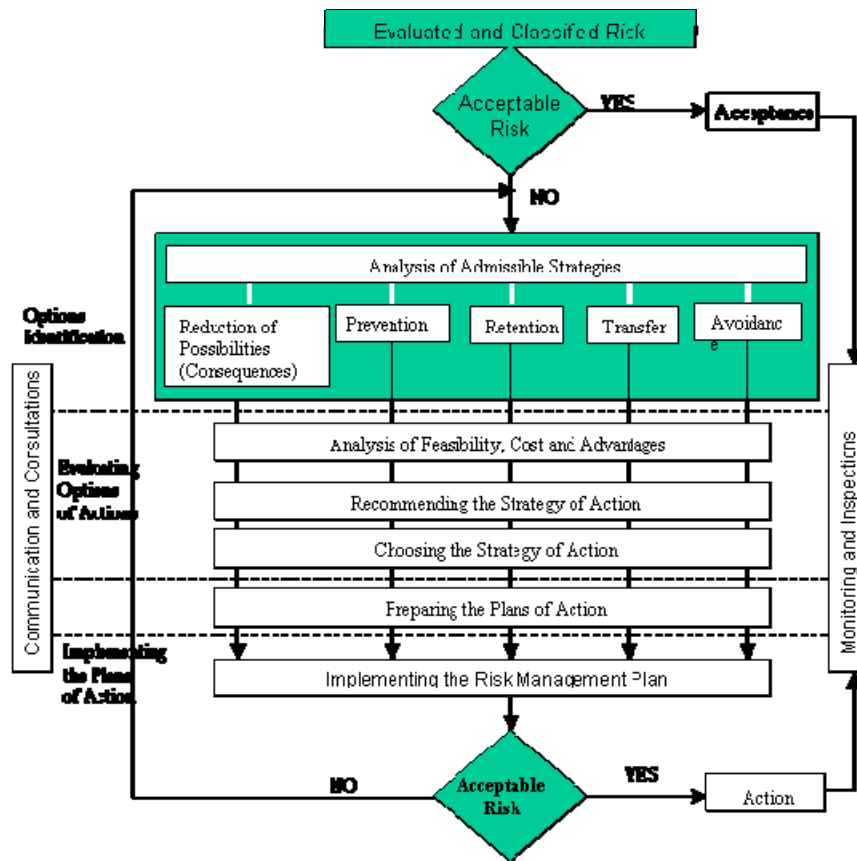 Evaluated and Classifed Risk
Acceptable
Risk
YES
Acceptance
NO
Analysis of Admissible Strategies
Options
Identification
Reduction of
Possibilities
(Consequences)
Prevention
Retention
Transfer
Avoidanc
e
Communication and Consultations
Monitoring and Inspections
Evaluating
Options
of Actions
Analysis of Feasibility, Cost and Advantages
Recommending the Strategy of Action
Choosing the Strategy of Action
Freparing the Plans of Action
Implementing
the Plans
of Action
Implementing the Risk Management Plan
NO
Acceptable
Risk
YES
Action